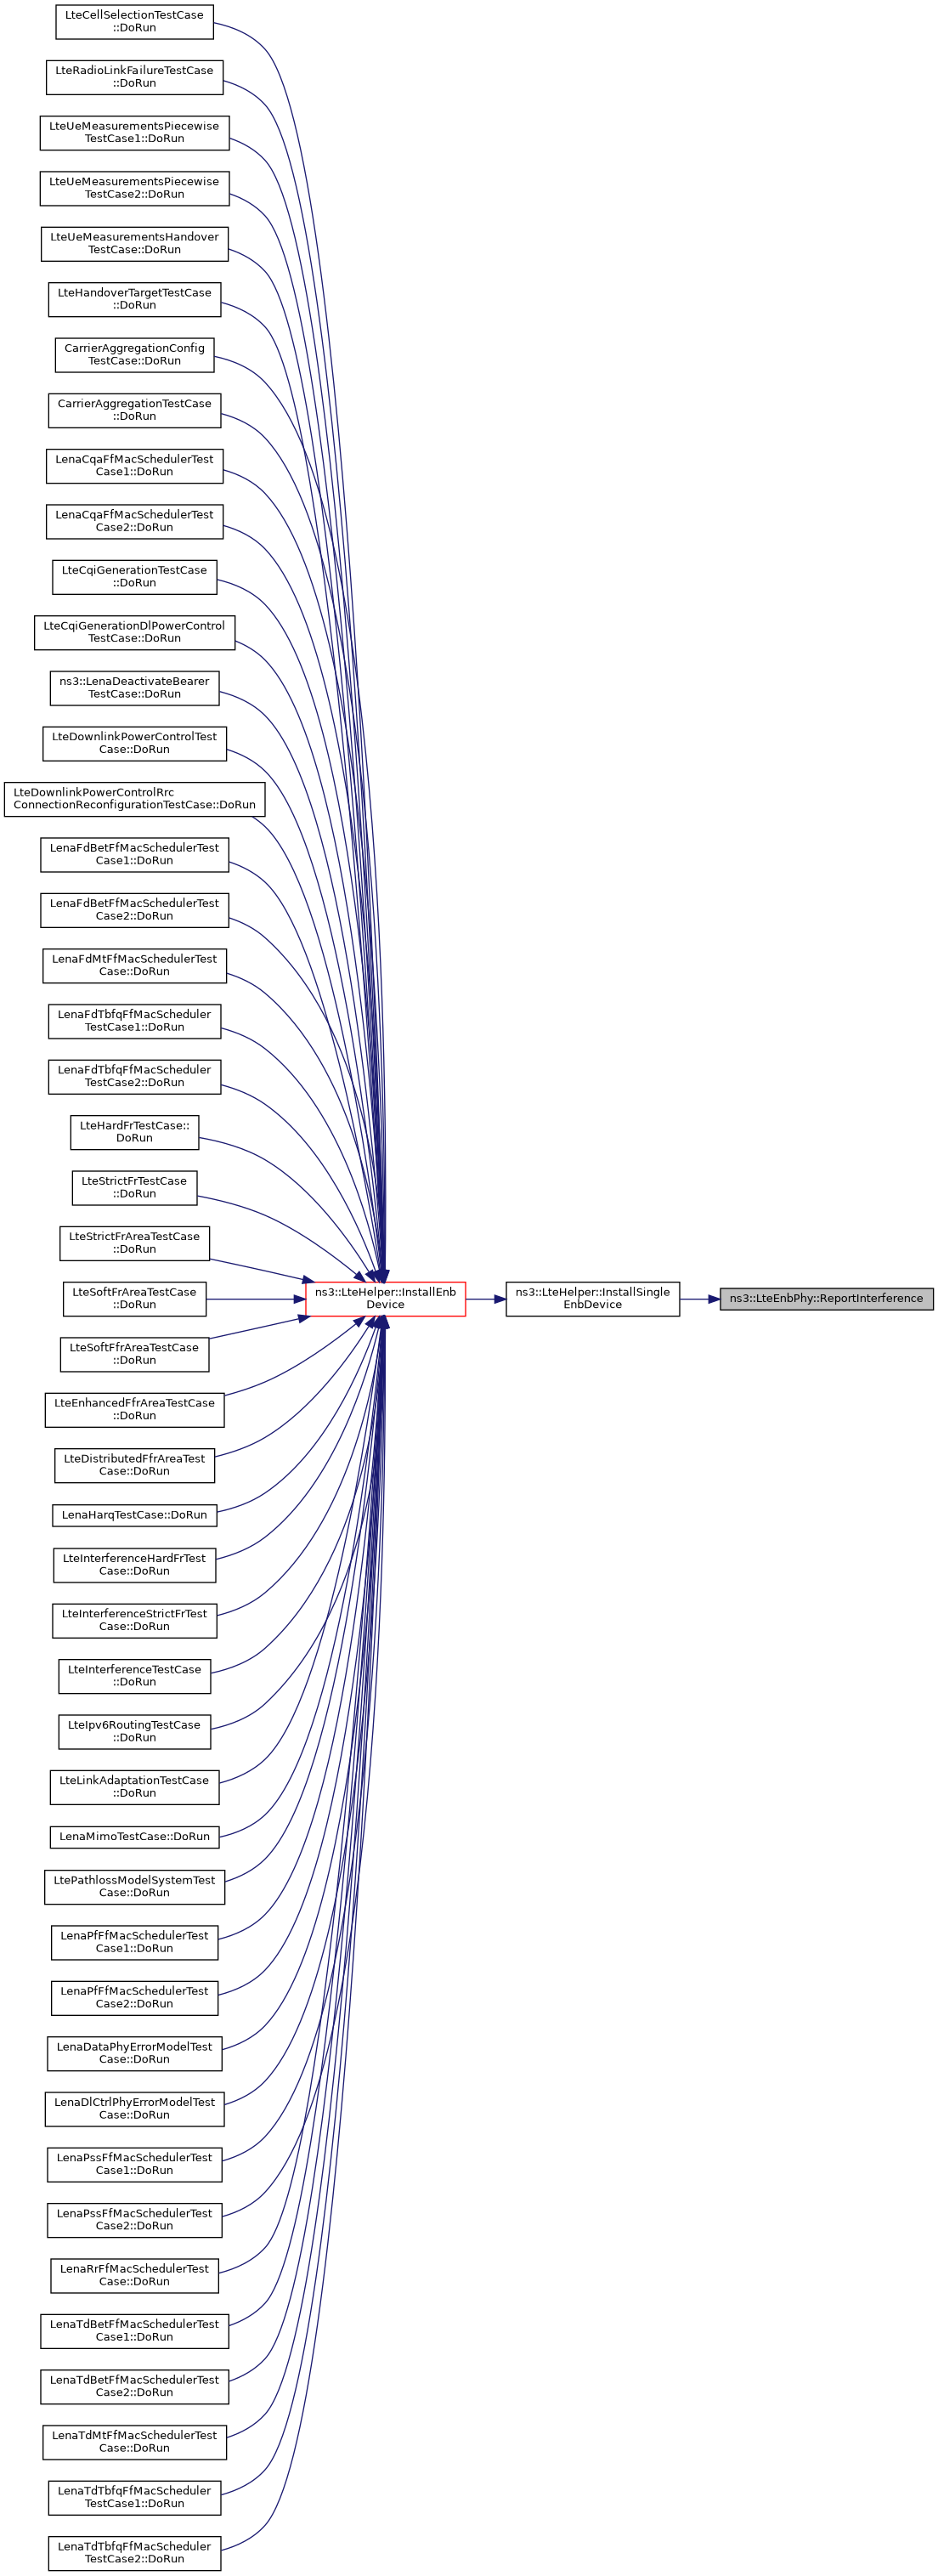 LteCellSelectionTestCase
::DoRun
LteRadioLinkFailureTestCase
::DoRun
LteUeMeasurementsPiecewise
TestCase1::DoRun
LteUeMeasurementsPiecewise
TestCase2::DoRun
LteUeMeasurementsHandover
TestCase::DoRun
LteHandoverTargetTestCase
::DoRun
CarrierAggregationConfig
TestCase::DoRun
CarrierAggregationTestCase
::DoRun
LenaCqaFfMacSchedulerTest
Case1::DoRun
LenaCqaFfMacSchedulerTest
Case2::DoRun
LteCqiGenerationTestCase
::DoRun
LteCqiGenerationDlPowerControl
TestCase::DoRun
ns3::LenaDeactivateBearer
TestCase::DoRun
LteDownlinkPowerControlTest
Case::DoRun
LteDownlinkPowerControlRrc
ConnectionReconfigurationTestCase::DoRun
LenaFdBetFfMacSchedulerTest
Case1::DoRun
LenaFdBetFfMacSchedulerTest
Case2::DoRun
LenaFdMtFfMacSchedulerTest
Case::DoRun
LenaFdTbfqFfMacScheduler
TestCase1::DoRun
LenaFdTbfqFfMacScheduler
TestCase2::DoRun
LteHardFrTestCase::
DoRun
LteStrictFrTestCase
::DoRun
LteStrictFrAreaTestCase
::DoRun
LteSoftFrAreaTestCase
::DoRun
ns3::LteHelper::InstallEnb
Device
ns3::LteHelper::InstallSingle
EnbDevice
ns3::LteEnbPhy::ReportInterference
LteSoftFfrAreaTestCase
::DoRun
LteEnhancedFfrAreaTestCase
::DoRun
LteDistributedFfrAreaTest
Case::DoRun
LenaHarqTestCase::DoRun
LteInterferenceHardFrTest
Case::DoRun
LteInterferenceStrictFrTest
Case::DoRun
LteInterferenceTestCase
::DoRun
LteIpv6RoutingTestCase
::DoRun
LteLinkAdaptationTestCase
::DoRun
LenaMimoTestCase::DoRun
LtePathlossModelSystemTest
Case::DoRun
LenaPfFfMacSchedulerTest
Case1::DoRun
LenaPfFfMacSchedulerTest
Case2::DoRun
LenaDataPhyErrorModelTest
Case::DoRun
LenaDlCtrlPhyErrorModelTest
Case::DoRun
LenaPssFfMacSchedulerTest
Case1::DoRun
LenaPssFfMacSchedulerTest
Case2::DoRun
LenaRrFfMacSchedulerTest
Case::DoRun
LenaTdBetFfMacSchedulerTest
Case1::DoRun
LenaTdBetFfMacSchedulerTest
Case2::DoRun
LenaTdMtFfMacSchedulerTest
Case::DoRun
LenaTdTbfqFfMacScheduler
TestCase1::DoRun
LenaTdTbfqFfMacScheduler
TestCase2::DoRun